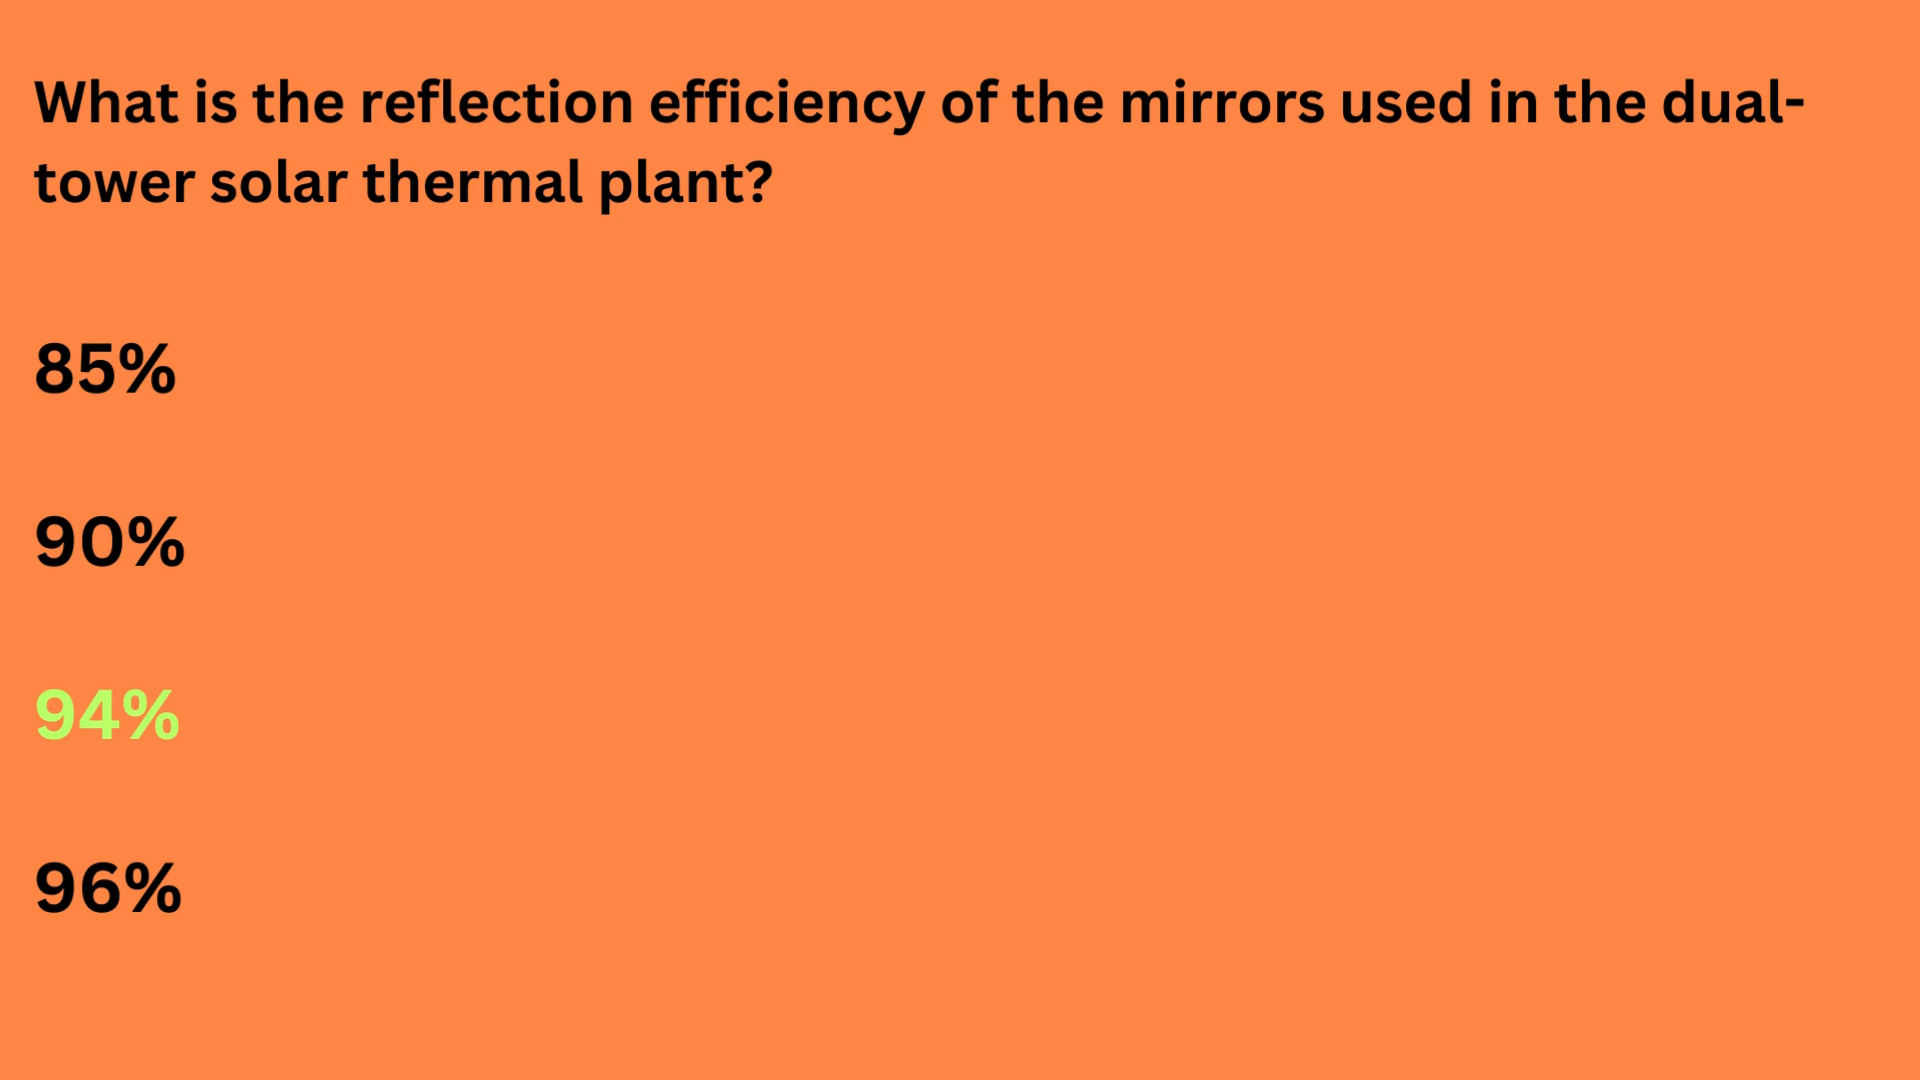 What is the reflection efficiency of the mirrors used in the dual-
tower solar thermal plant?
85%
90%
94%
96%